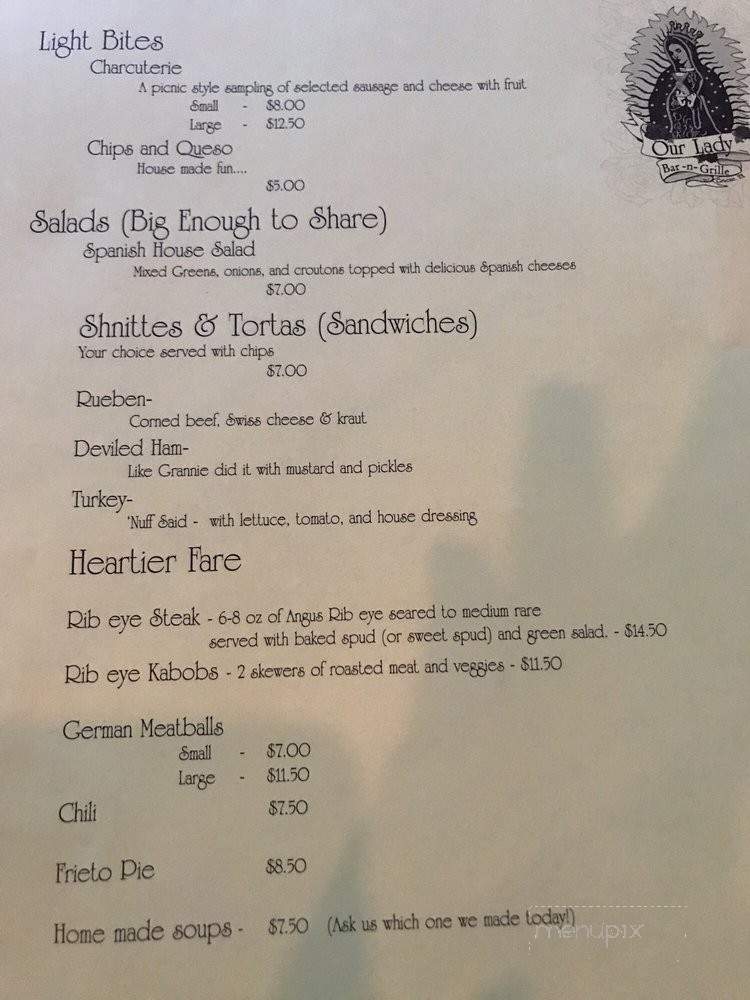 Light Bites
Charcuterie
A picnic style sampling of selected sausage and cheese with fruit
Small - $8.00
Large - $12.50
Chips and Queso
House made fun....
$5.00
Our Lady
Bar-n-Grille
Salads (Big Enough to Share)
Spanish House Salad
Mixed Greens, onions, and croutons topped with delicious Spanish cheeses
$7.00
Shnittes & Tortas (Sandwiches)
Your choice served with chips
$7.00
Rueben-
Corned beef, Swiss cheese & kraut
Deviled Ham-
Like Grannie did it with mustard and pickles
Turkey-
'Nuff Said - with lettuce, tomato, and house dressing
Heartier Fare
Rib eye Steak - 6-8 oz of Angus Rib eye seared to medium rare
served with baked spud (or sweet spud) and green salad. - $14.50
Rib eye Kabobs - 2 skewers of roasted meat and veggies - $11.50
German Meatballs
Small - $7.00
Large - $11.50
Chili $7.50
Frieto Pie $8.50
Home made soups - $7.50 (Ask us which one we made today!)
menupix